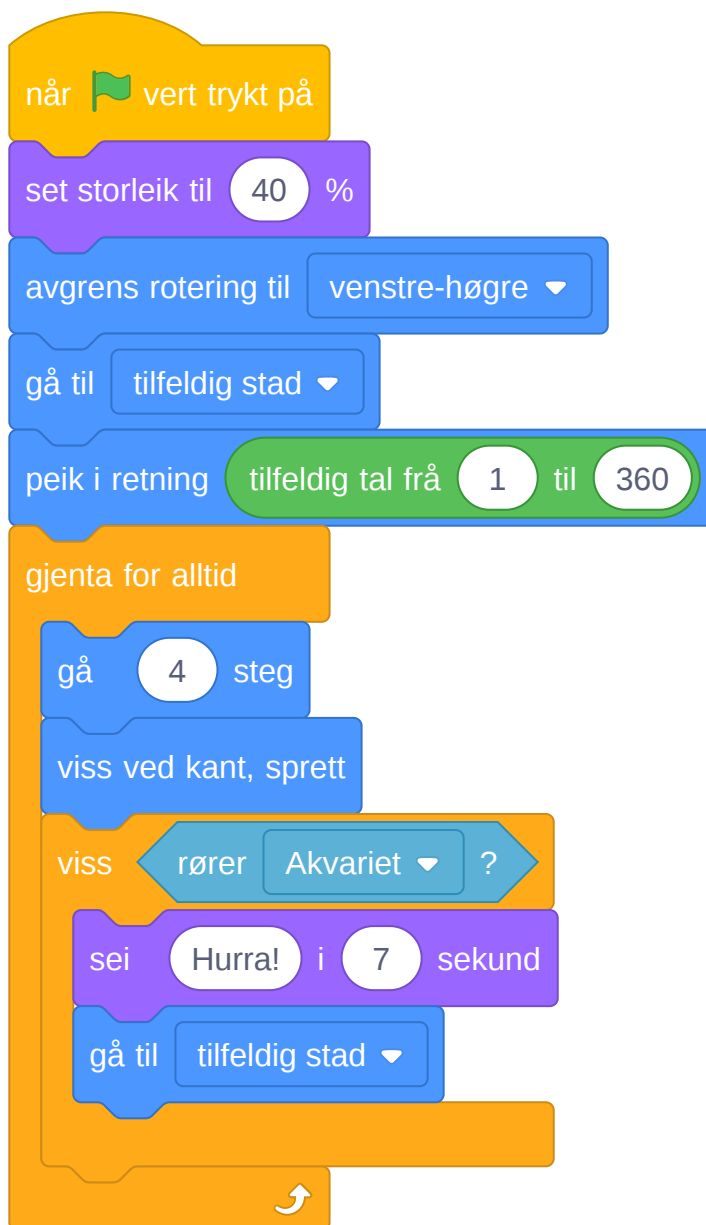 når vert trykt på
set storleik til 40 %
avgrens rotering til venstre-høgre
gå til tilfeldig stad
peik i retning tilfeldig tal frå 1 til 360
gjenta for alltid
gå 4 steg
viss ved kant, sprett
viss rører Akvariet ?
sei Hurra! i 7 sekund
gå til tilfeldig stad